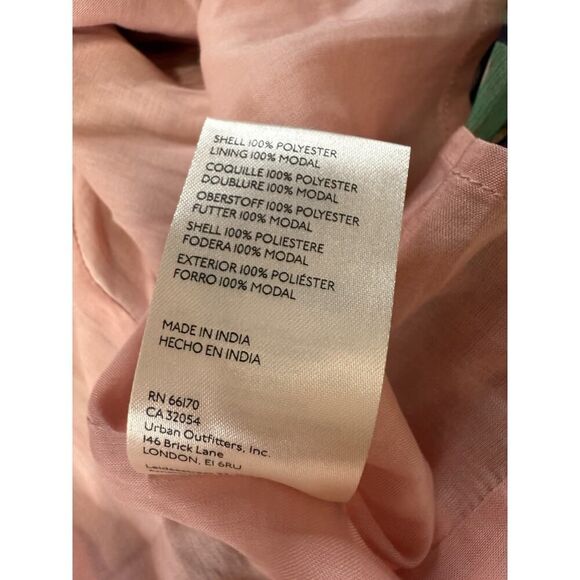 SHELL 100% POLYESTER
LINING 100% MODAL
COQUILLE 100% POLYESTER
DOUBLURE 100% MODAL
OBERSTOFF 100% POLYESTER
FUTTER 100% MODAL
SHELL 100% POLIESTERE
FODERA 100% MODAL
EXTERIOR 100% POLIÉSTER
FORRO 100% MODAL
MADE IN INDIA
HECHO EN INDIA
RN 66170
CA 32054
Urban Outfitters, Inc.
146 Brick Lane
LONDON, E1 6RU